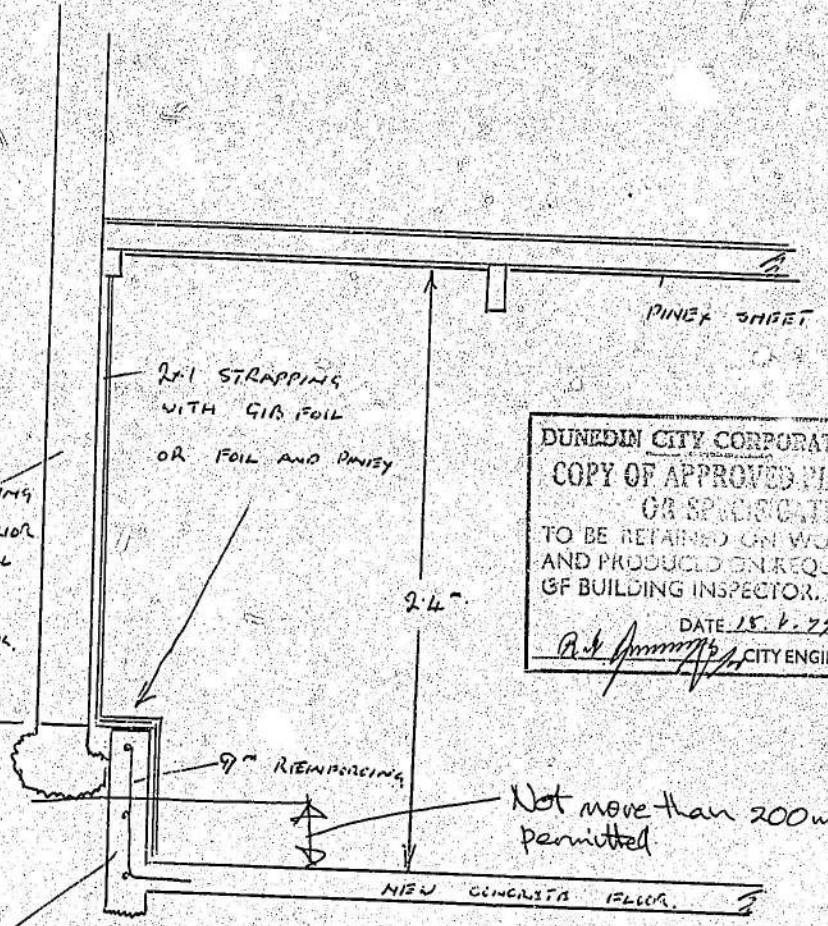 PINEX SHEET
2x1 STRAPPING
WITH GIB FOIL
OR FOIL AND PINEX
DUNEDIN CITY CORPORAT
COPY OF APPROVED PL
OR SPECIFICATI
TO BE RETAINED ON WO
AND PRODUCED ON REQU
OF BUILDING INSPECTOR.
DATE
CITY ENGI
2.4m
REINFORCING
Not more than 200m
permitted
NEW CONCRETE FLOOR.